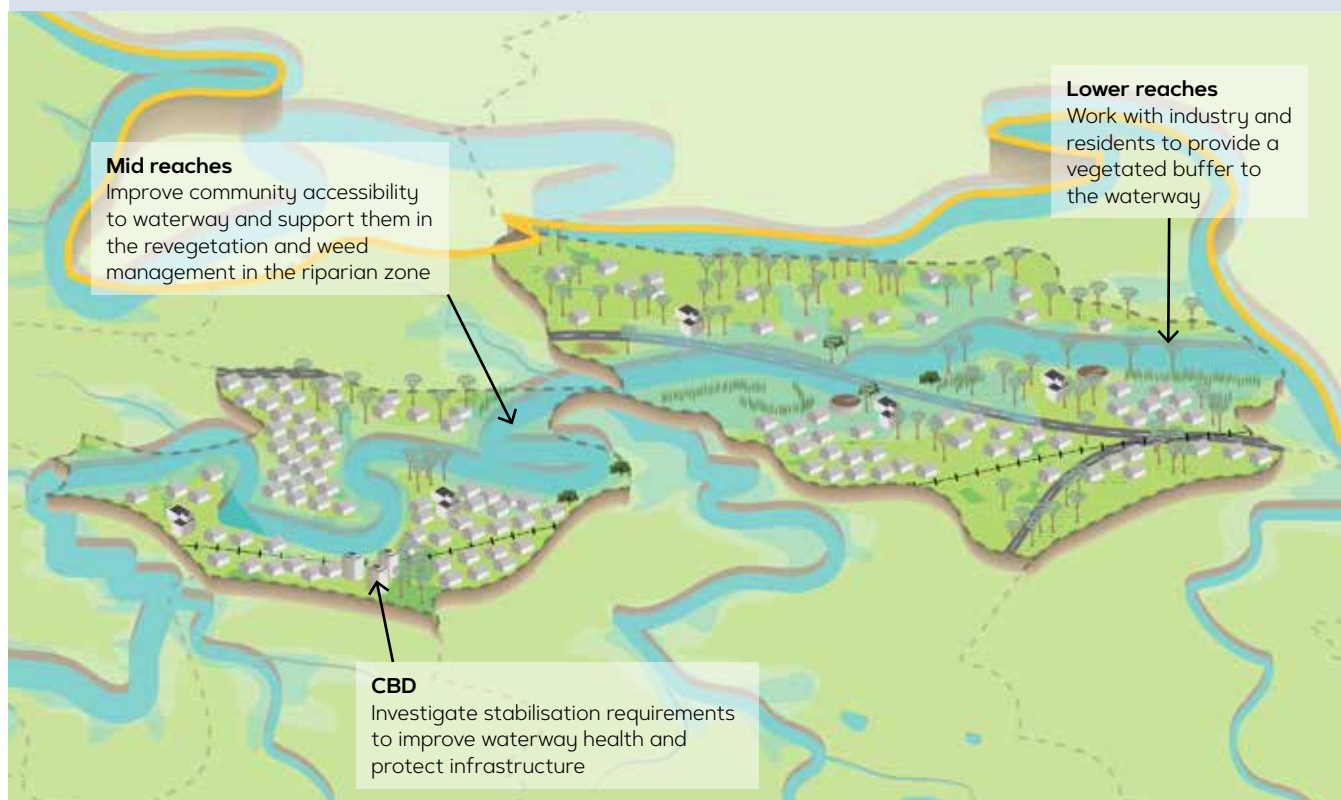 Mid reaches
Improve community accessibility
to waterway and support them in
the revegetation and weed
management in the riparian zone
Lower reaches
Work with industry and
residents to provide a
vegetated buffer to
the waterway
CBD
Investigate stabilisation requirements
to improve waterway health and
protect infrastructure